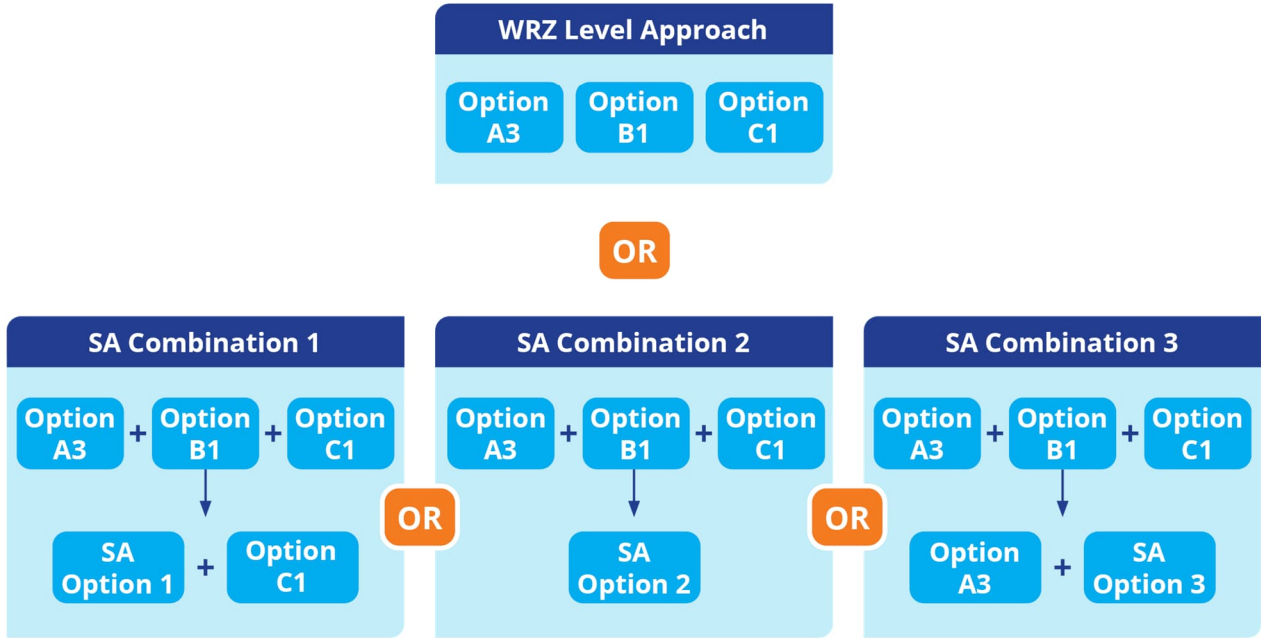 WRZ Level Approach
Option
A3
Option
B1
Option
C1
OR
SA Combination 1
Option
A3
+
Option
B1
+
Option
C1
SA
Option 1
+
Option
C1
OR
SA Combination 2
Option
A3
+
Option
B1
+
Option
C1
SA
Option 2
OR
SA Combination 3
Option
A3
+
Option
B1
+
Option
C1
Option
A3
+
SA
Option 3